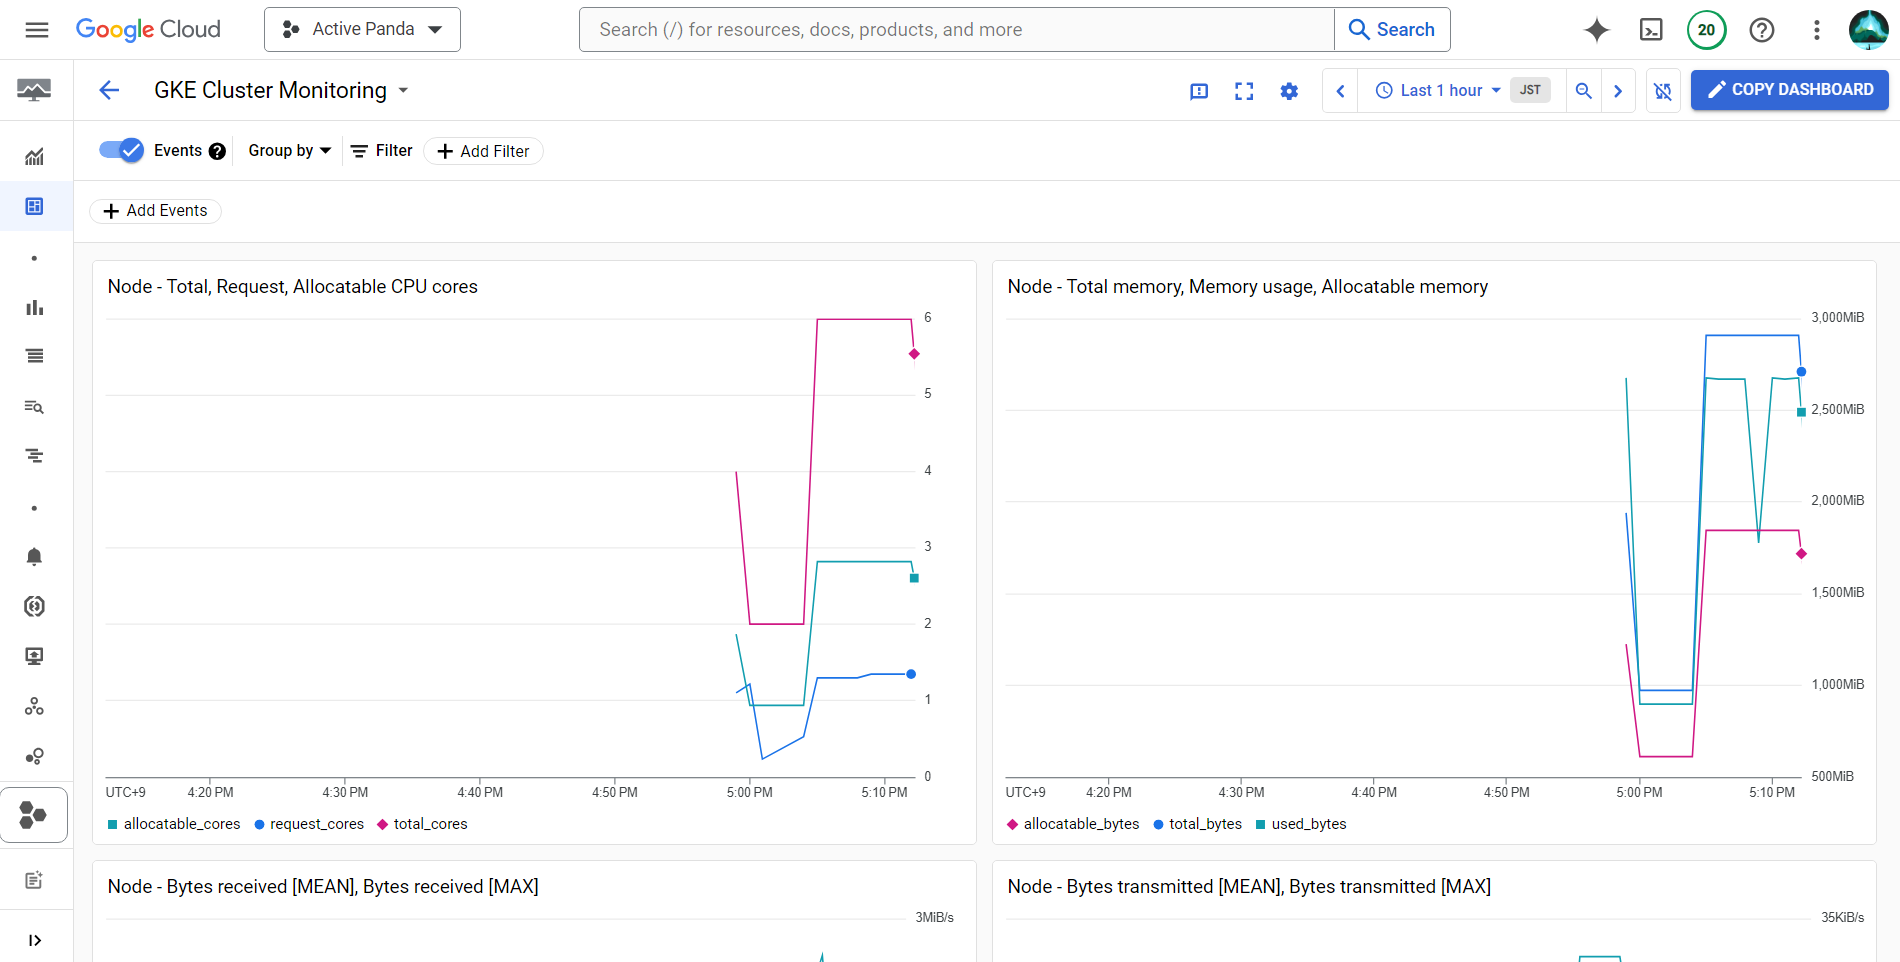 Google Cloud
Active Panda
Search (/) for resources, docs, products, and more
Search
20
GKE Cluster Monitoring
Last 1 hour
JST
COPY DASHBOARD
Events
Group by
Filter
Add Filter
Add Events
Node - Total, Request, Allocatable CPU cores
6
5
4
3
2
1
0
UTC+9
4:20 PM
4:30 PM
4:40 PM
4:50 PM
5:00 PM
5:10 PM
allocatable_cores
request_cores
total_cores
Node - Total memory, Memory usage, Allocatable memory
3,000MiB
2,500MiB
2,000MiB
1,500MiB
1,000MiB
500MiB
UTC+9
4:20 PM
4:30 PM
4:40 PM
4:50 PM
5:00 PM
5:10 PM
allocatable_bytes
total_bytes
used_bytes
Node - Bytes received [MEAN], Bytes received [MAX]
3MiB/s
Node - Bytes transmitted [MEAN], Bytes transmitted [MAX]
35KiB/s